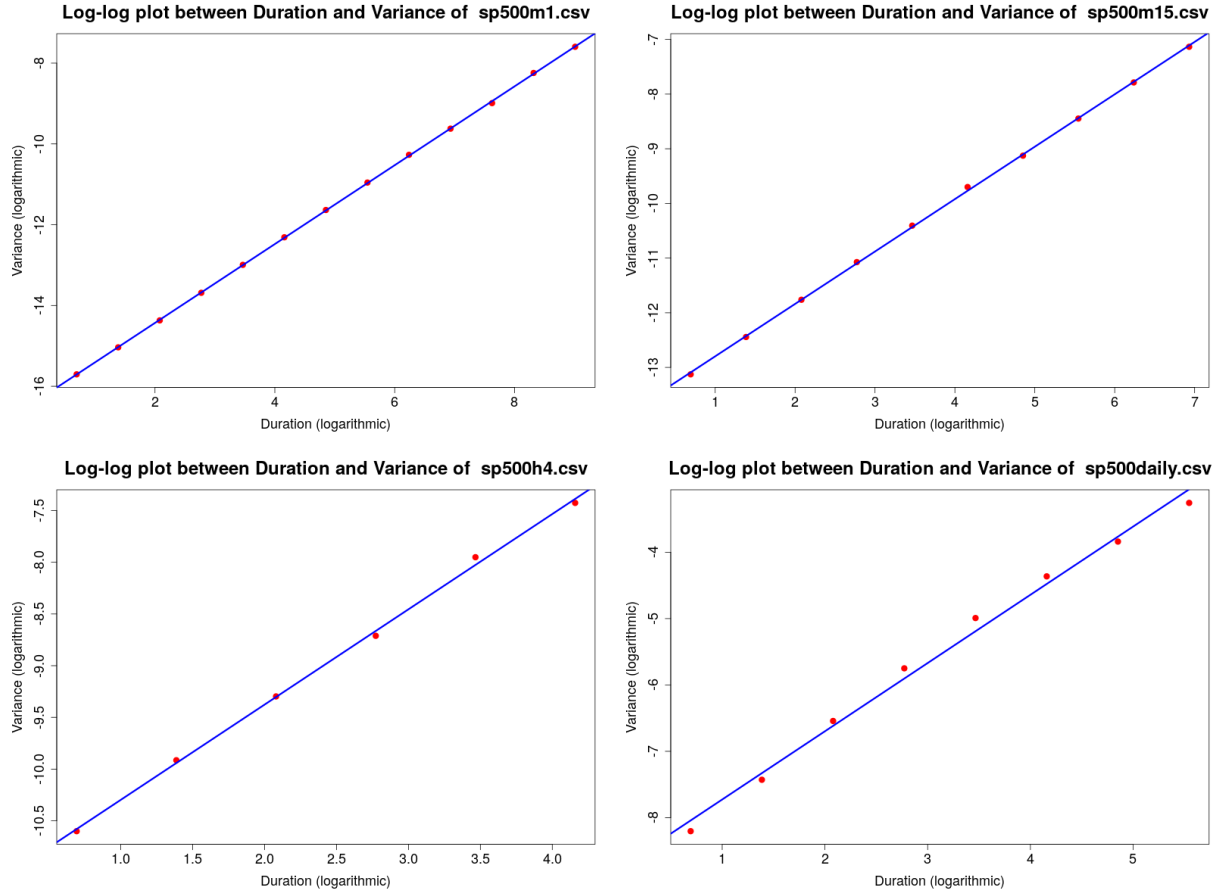 Log-log plot between Duration and Variance of sp500m1.csv
Variance (logarithmic)
-8
-10
-12
-14
-16
2 4 6 8
Duration (logarithmic)
Log-log plot between Duration and Variance of sp500m15.csv
Variance (logarithmic)
-7
-8
-9
-10
-11
-12
-13
1 2 3 4 5 6 7
Duration (logarithmic)
Log-log plot between Duration and Variance of sp500h4.csv
Variance (logarithmic)
-7.5
-8.0
-8.5
-9.0
-9.5
-10.0
-10.5
1.0 1.5 2.0 2.5 3.0 3.5 4.0
Duration (logarithmic)
Log-log plot between Duration and Variance of sp500daily.csv
Variance (logarithmic)
-4
-5
-6
-7
-8
1 2 3 4 5
Duration (logarithmic)